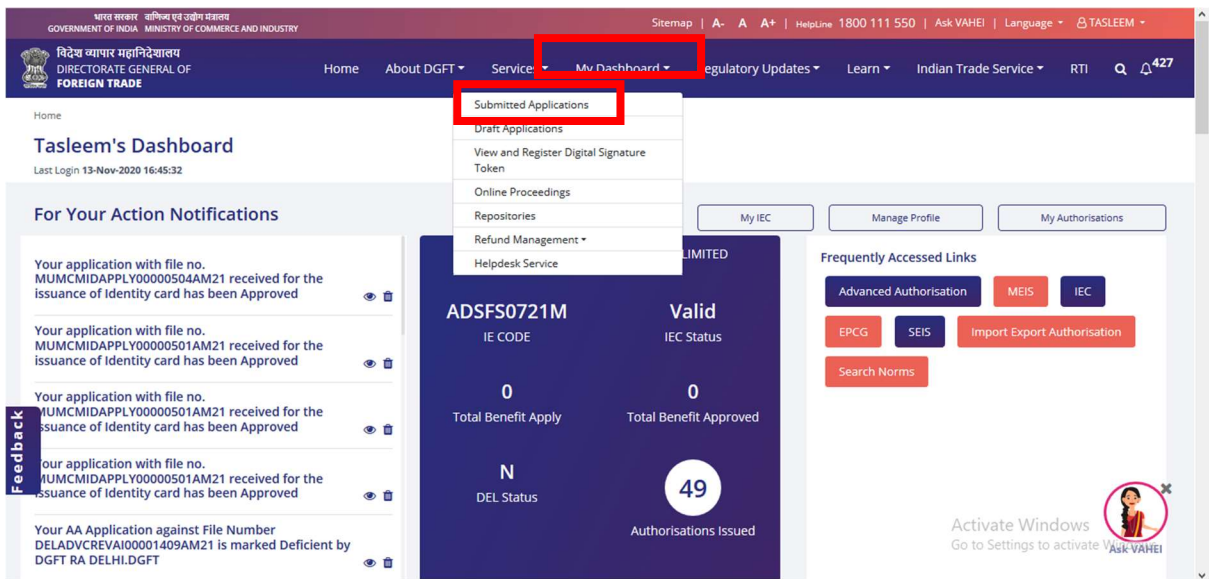 भारत सरकार वाणिज्य एवं उद्योग मंत्रालय
GOVERNMENT OF INDIA MINISTRY OF COMMERCE AND INDUSTRY
Sitemap | A- A A+ | HelpLine 1800 111 550 | Ask VAHEI | Language TASLEEM
विदेश व्यापार महानिदेशालय
DIRECTORATE GENERAL OF
FOREIGN TRADE
Home About DGFT Services My Dashboard Regulatory Updates Learn Indian Trade Service RTI 427
Submitted Applications
Draft Applications
View and Register Digital Signature
Token
Online Proceedings
Repositories
Refund Management
Helpdesk Service
Home
Tasleem's Dashboard
Last Login 13-Nov-2020 16:45:32
For Your Action Notifications
My IEC Manage Profile My Authorisations
Your application with file no.
MUMCMIDAPPLY00000504AM21 received for the
issuance of Identity card has been Approved
Your application with file no.
MUMCMIDAPPLY00000501AM21 received for the
issuance of Identity card has been Approved
Your application with file no.
MUMCMIDAPPLY00000501AM21 received for the
issuance of Identity card has been Approved
Your application with file no.
MUMCMIDAPPLY00000501AM21 received for the
issuance of Identity card has been Approved
Your AA Application against File Number
DELADVCREVAI00001409AM21 is marked Deficient by
DGFT RA DELHI.DGFT
Feedback
LIMITED
ADSFS0721M
IE CODE
Valid
IEC Status
0
Total Benefit Apply
0
Total Benefit Approved
N
DEL Status
49
Authorisations Issued
Frequently Accessed Links
Advanced Authorisation MEIS IEC
EPCG SEIS Import Export Authorisation
Search Norms
Activate Windows
Go to Settings to activate
Ask VAHEI